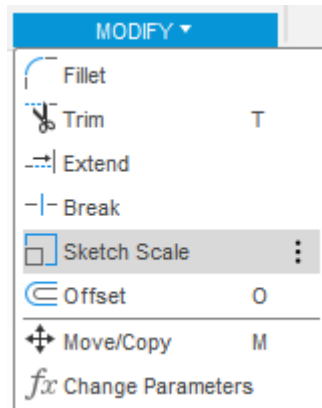 MODIFY ▾
Fillet
Trim T
Extend
Break
Sketch Scale
Offset O
Move/Copy M
fx Change Parameters